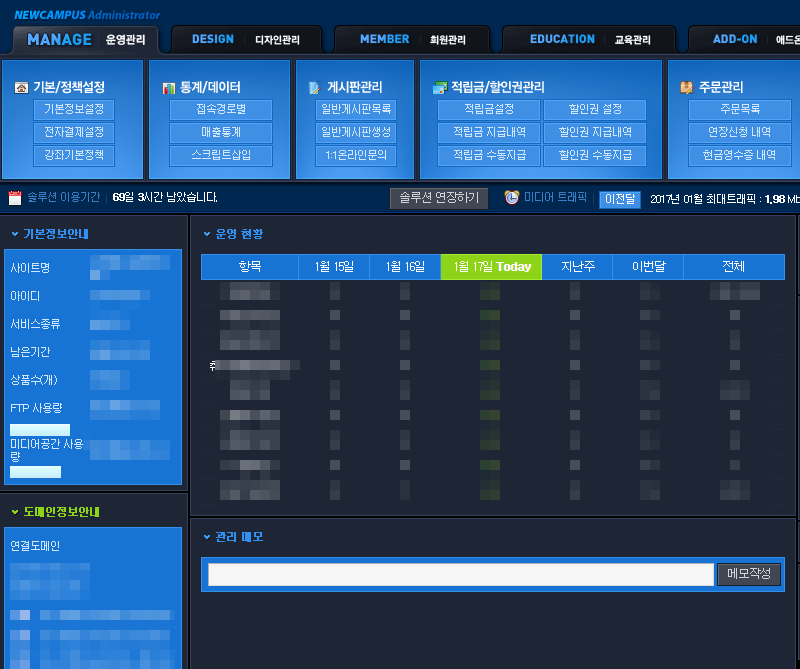 NEWCAMPUS Administrator
MANAGE 운영관리 DESIGN 디자인관리 MEMBER 회원관리 EDUCATION 교육관리 ADD-ON
기본/정책설정 통계/데이터 게시판관리 적립금/할인권관리 주문관리
기본정보설정 접속경로별 일반게시판목록 적립금설정 할인권 설정 주문목록
전자결제설정 매출통계 일반게시판생성 적립금 지급내역 할인권 지급내역 연장신청 내역
강좌기본정책 스크립트삽입 1:1온라인문의 적립금 수동지급 할인권 수동지급 현금영수증 내역
솔루션 이용기간 69일 3시간 남았습니다. 솔루션 연장하기 미디어 트래픽 이전달 2017년 01월 최대트래픽 : 1,98 Mb
기본정보안내
사이트명
아이디
서비스종류
남은기간
상품수(개)
FTP 사용량
미디어공간 사용
량
도메인정보안내
연결도메인
운영 현황
항목 1월 15일 1월 16일 1월 17일 Today 지난주 이번달 전체
관리 메모
메모작성